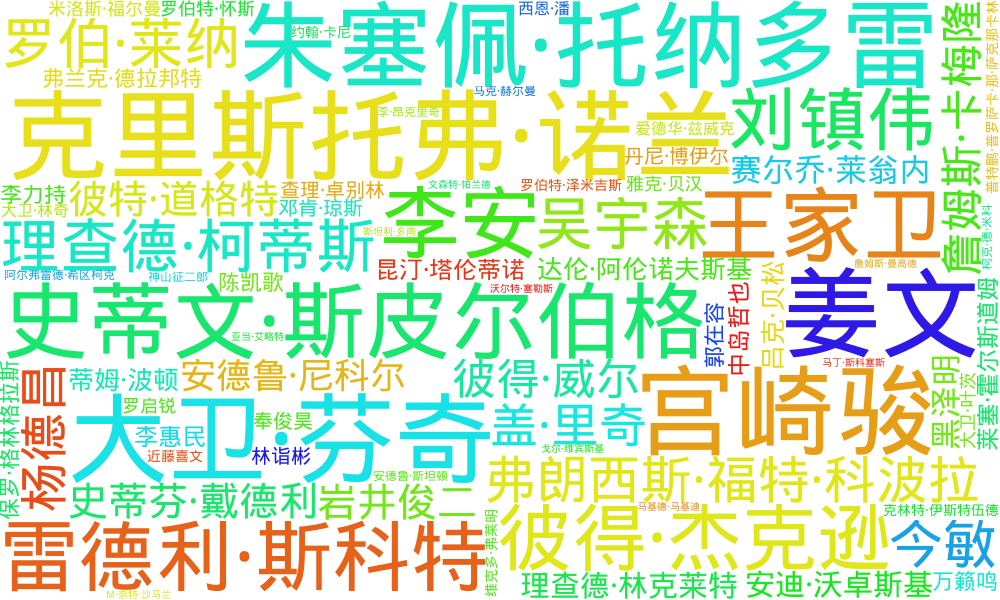 米洛斯·福尔曼
罗伯特·怀斯
西恩·潘
朱塞佩·托纳多雷
罗伯·莱纳
约翰·卡尼
詹姆斯·卡梅隆
普特鹏·普罗萨卡·那·萨克那卡林
弗兰克·德拉邦特
马克·赫尔曼
克里斯托弗·诺兰
李·昂克里奇
刘镇伟
爱德华·兹威克
丹尼·博伊尔
赛尔乔·莱翁内
李力持
彼特·道格特
查理·卓别林
文森特·帕兰德
罗伯特·泽米吉斯
雅克·贝汉
大卫·林奇
邓肯·琼斯
李安
吴宇森
王家卫
柯克·德·米科
理查德·柯蒂斯
斯坦利·多南
昆汀·塔伦蒂诺
达伦·阿伦诺夫斯基
詹姆斯·曼高德
阿尔弗雷德·希区柯克
神山征二郎
陈凯歌
沃尔特·塞勒斯
吕克·贝松
姜文
史蒂文·斯皮尔伯格
郭在容
中岛哲也
莱塞·霍尔斯道姆
亚当·艾略特
马丁·斯科塞斯
保罗·格林格拉斯
杨德昌
蒂姆·波顿
安德鲁·尼科尔
彼得·威尔
宫崎骏
黑泽明
大卫·叶茨
大卫·芬奇
罗启锐
奉俊昊
盖·里奇
李惠民
近藤喜文
林诣彬
戈尔·维宾斯基
安德鲁·斯坦顿
弗朗西斯·福特·科波拉
史蒂芬·戴德利
岩井俊二
马基德·马基迪
克林特·伊斯特伍德
雷德利·斯科特
维克多·弗莱明
彼得·杰克逊
今敏
理查德·林克莱特
安迪·沃卓斯基
万籁鸣
M·奈特·沙马兰